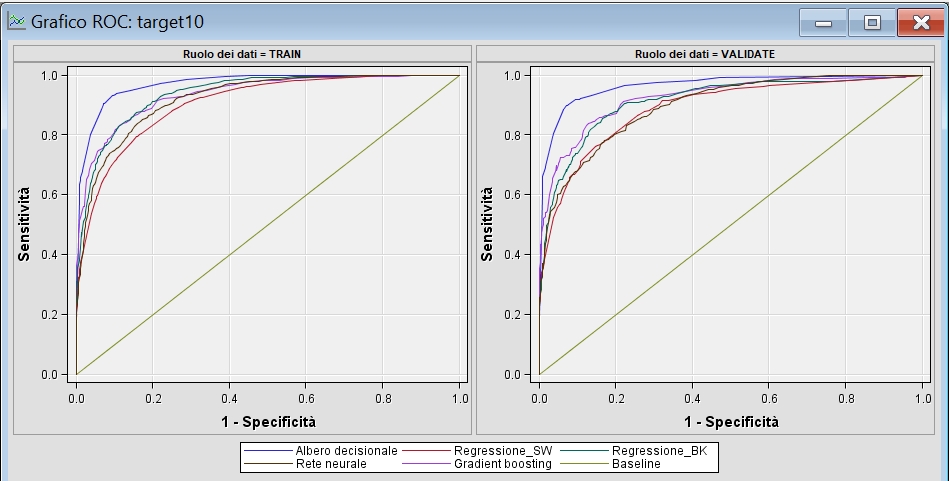 Grafico ROC: target10
Ruolo dei dati = TRAIN
Ruolo dei dati = VALIDATE
Sensitività
1.0
0.8
0.6
0.4
0.2
0.0
0.0 0.2 0.4 0.6 0.8 1.0
1 - Specificità
Sensitività
1.0
0.8
0.6
0.4
0.2
0.0
0.0 0.2 0.4 0.6 0.8 1.0
1 - Specificità
Albero decisionale Regressione_SW Regressione_BK
Rete neurale Gradient boosting Baseline